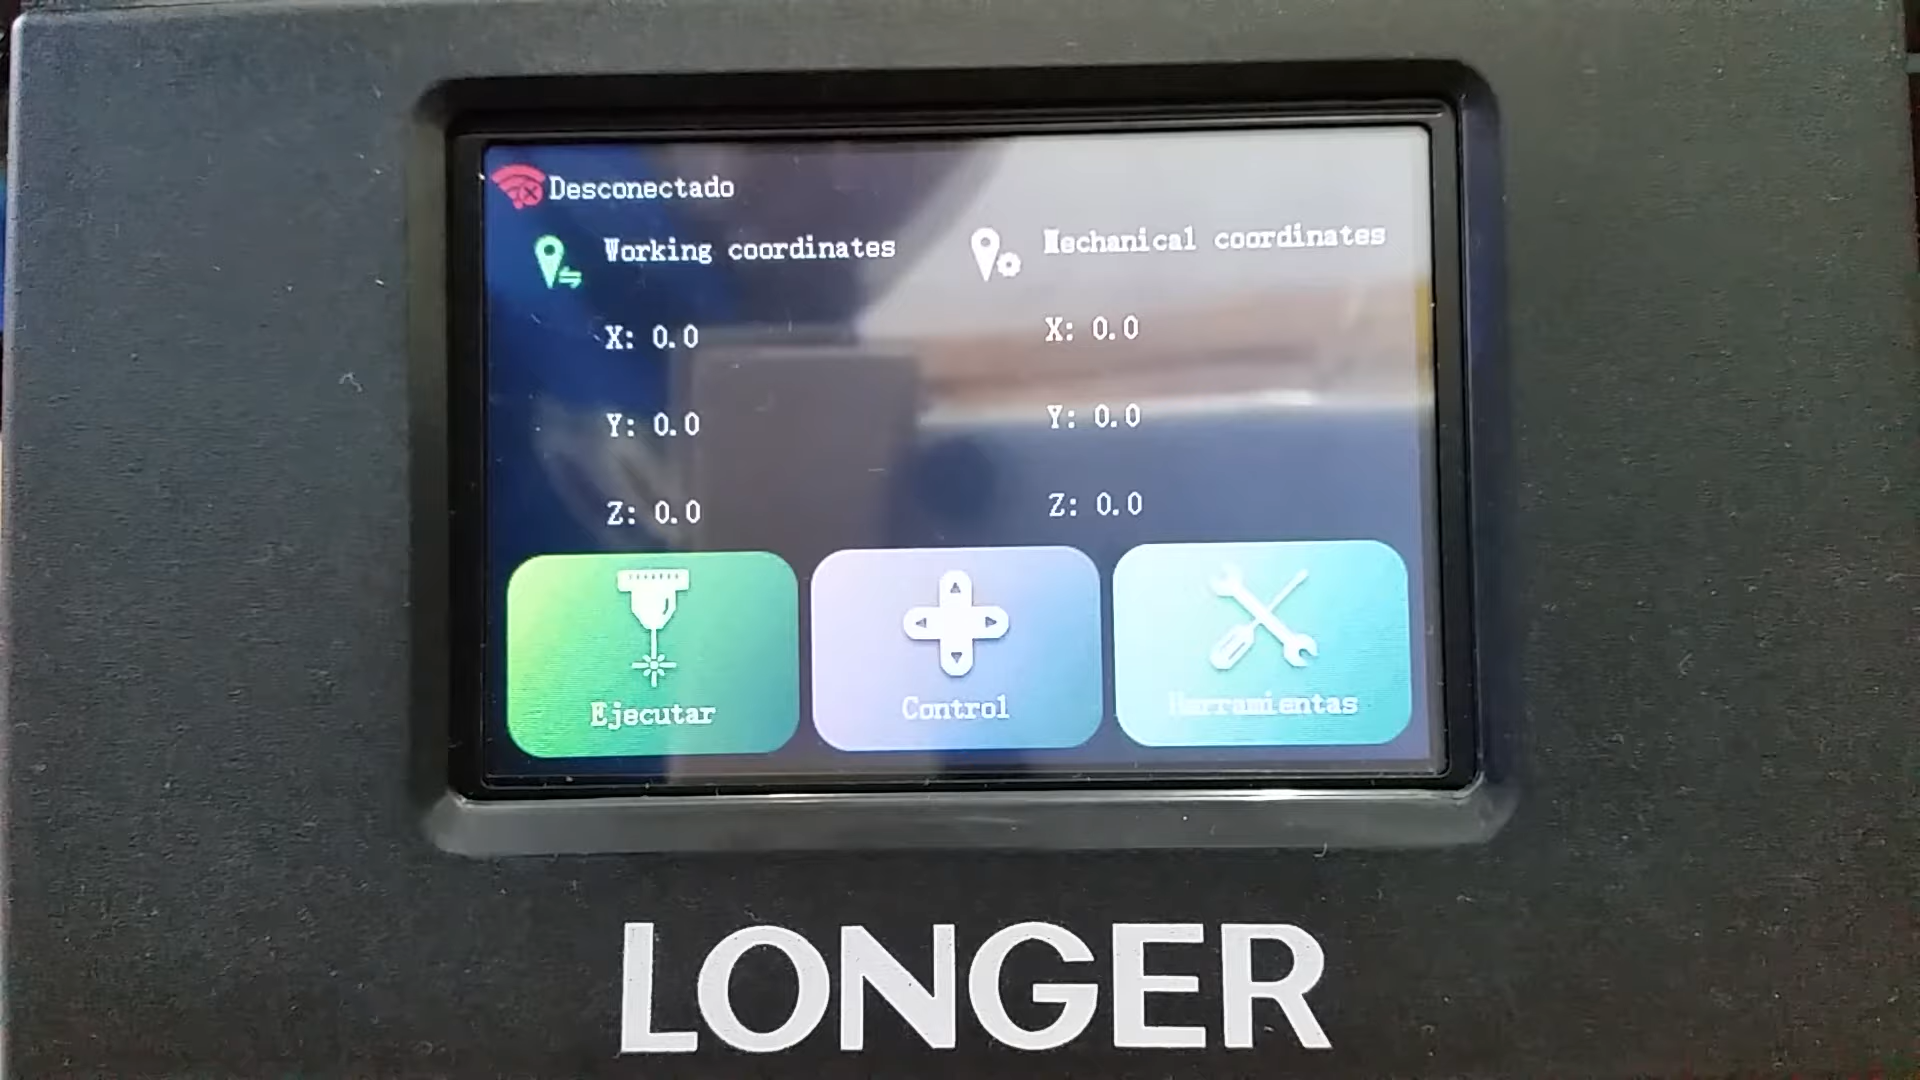 Desconectado
Working coordinates
Mechanical coordinates
X: 0.0
X: 0.0
Y: 0.0
Y: 0.0
Z: 0.0
Z: 0.0
Ejecutar
Control
Herramientas
LONGER